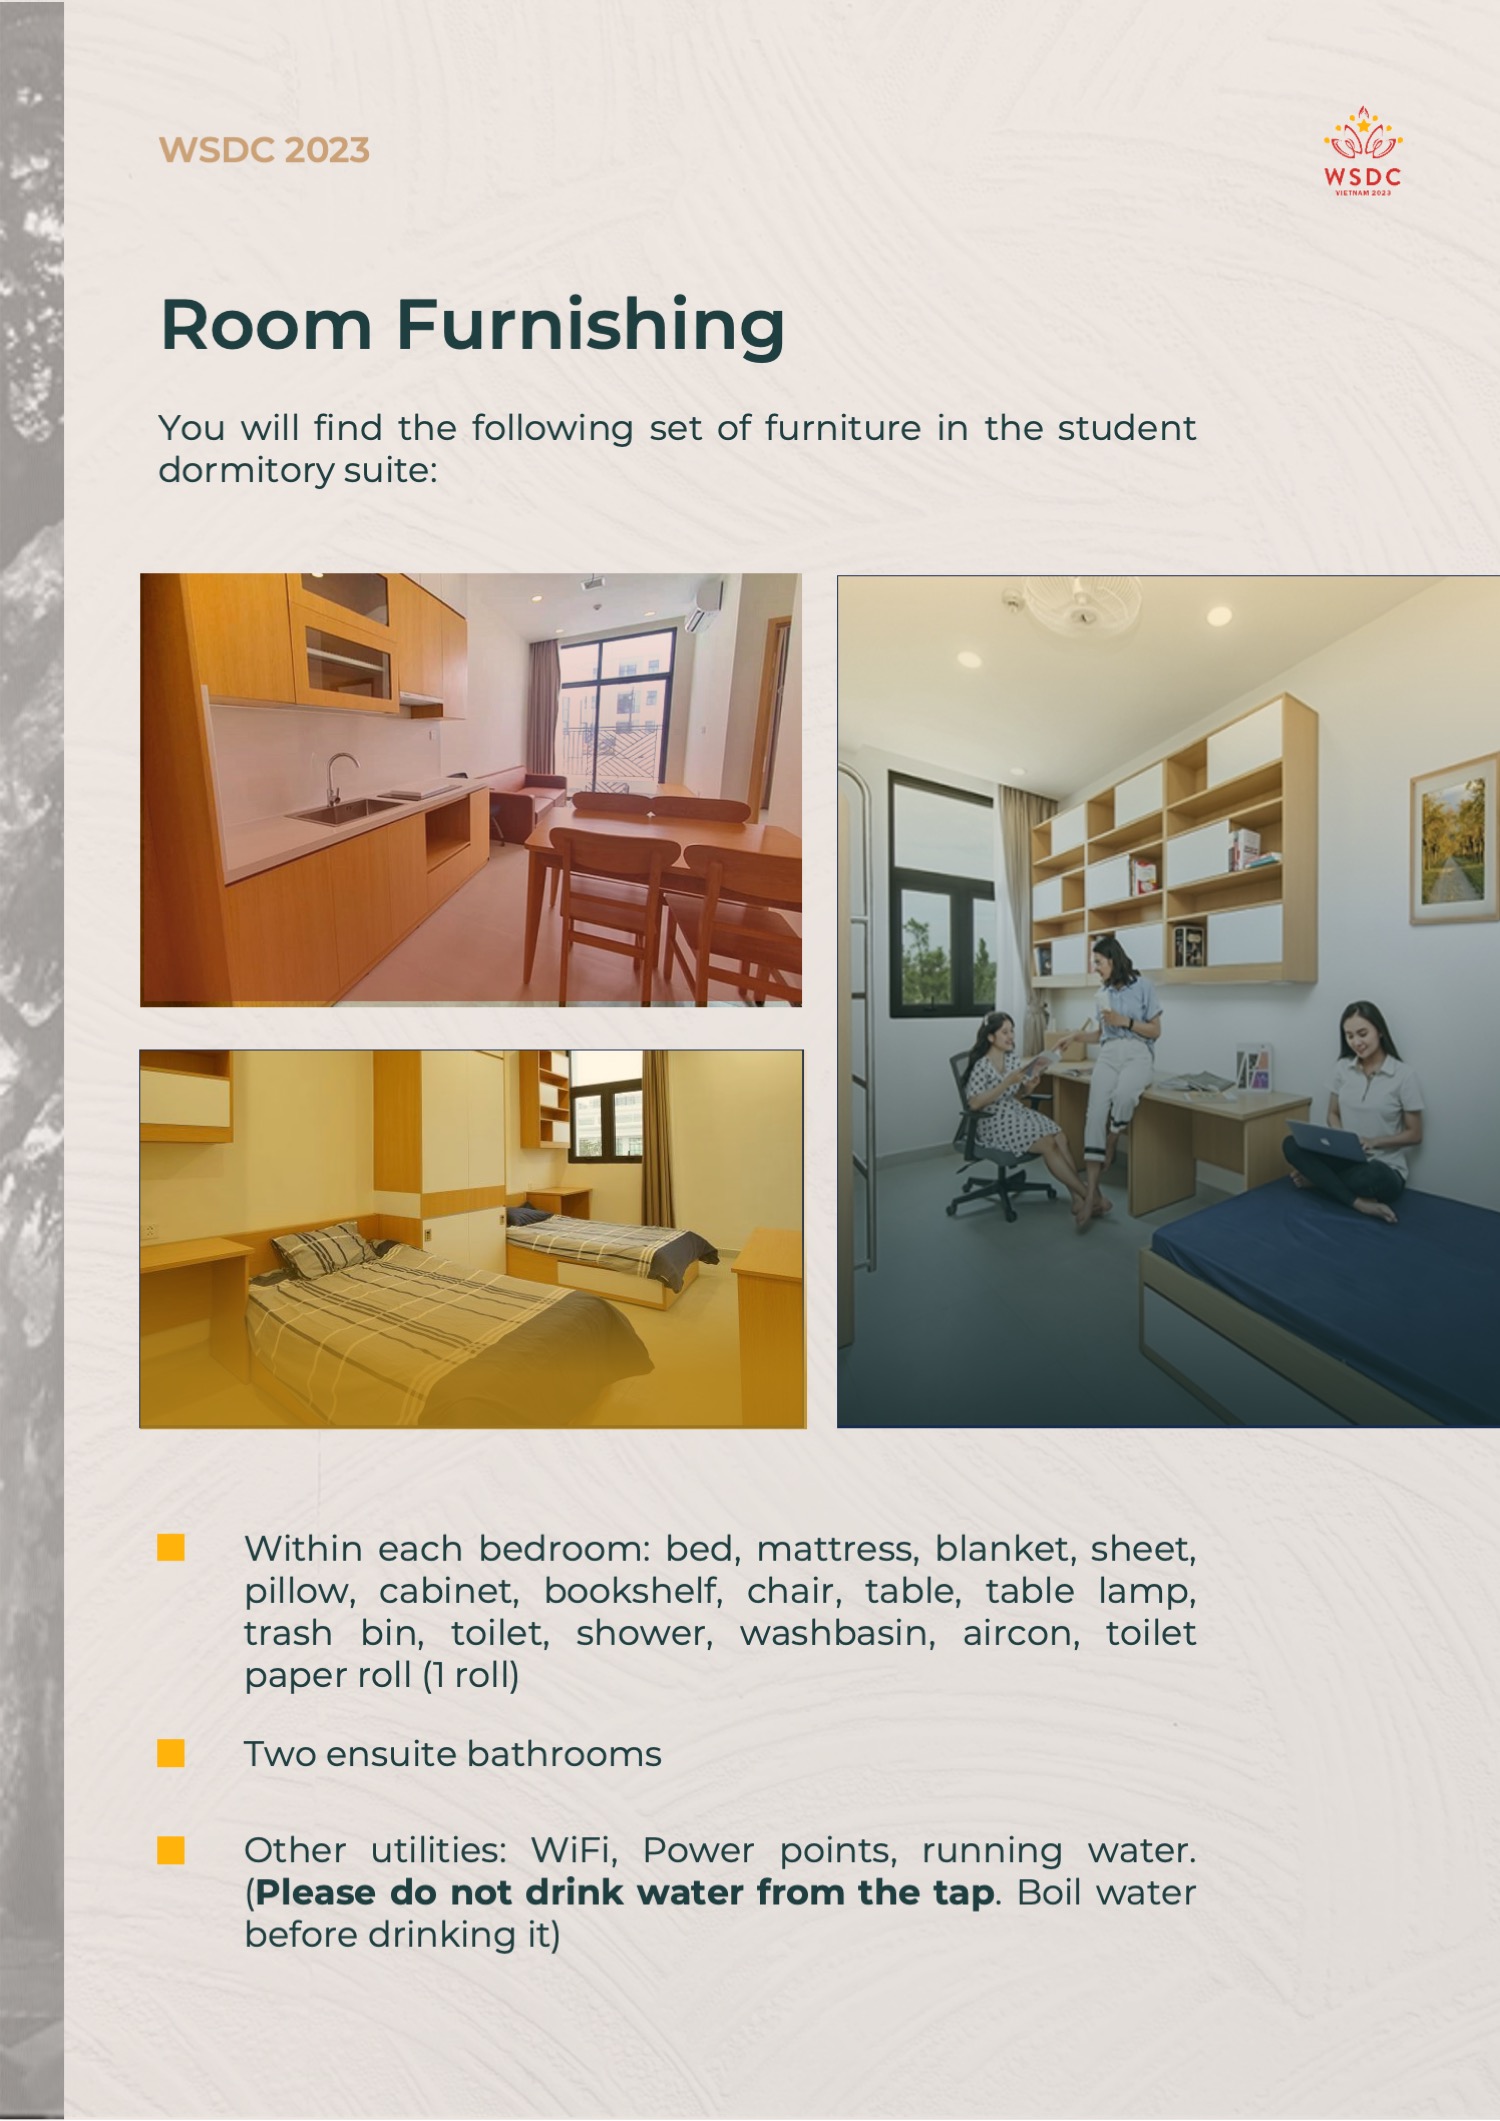 WSDC 2023
WSDC
VIETNAM 2023
Room Furnishing
You will find the following set of furniture in the student
dormitory suite:
Within each bedroom: bed, mattress, blanket, sheet,
pillow, cabinet, bookshelf, chair, table, table lamp,
trash bin, toilet, shower, washbasin, aircon, toilet
paper roll (1 roll)
Two ensuite bathrooms
Other utilities: WiFi, Power points, running water.
(Please do not drink water from the tap. Boil water
before drinking it)